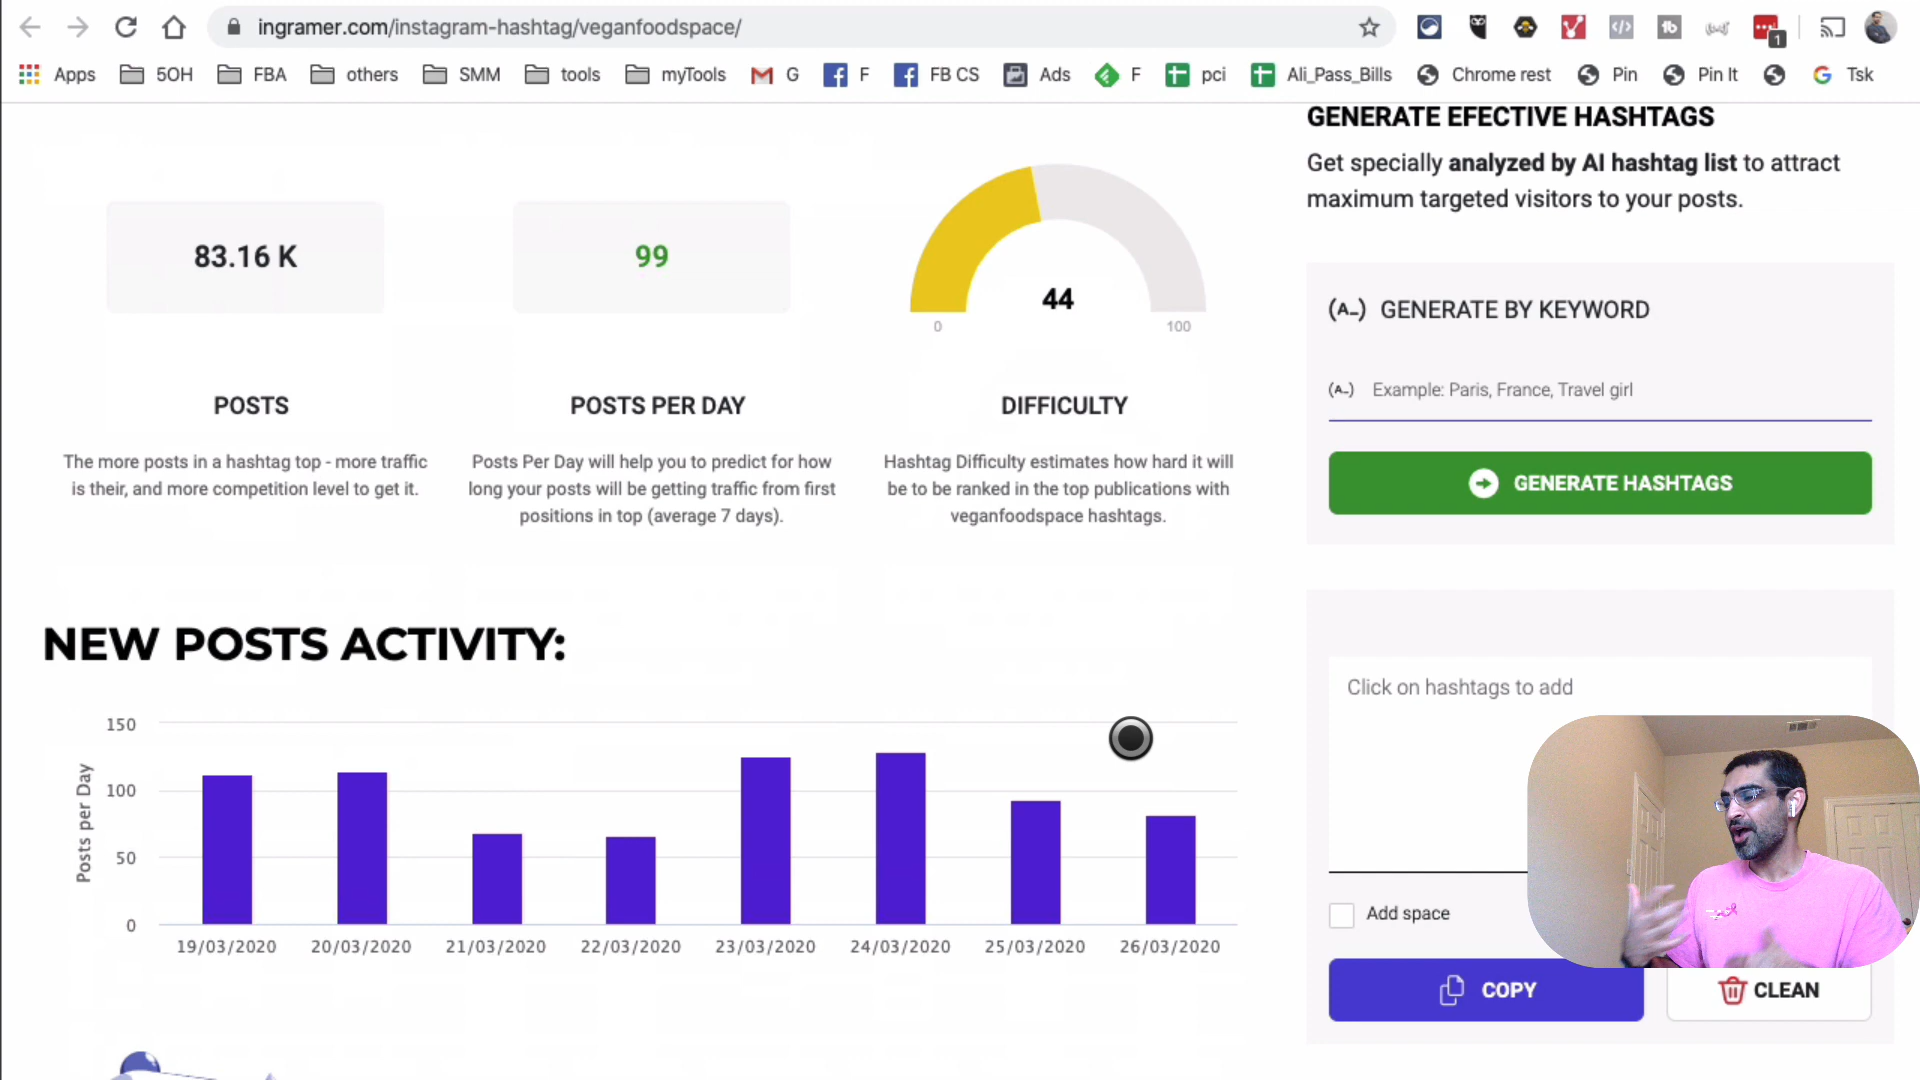 ingramer.com/instagram-hashtag/veganfoodspace/
1
Apps 5OH FBA others SMM tools myTools G F FB CS Ads F pci Ali_Pass_Bills Chrome rest Pin Pin It Tsk
83.16 K
99
44
0 100
POSTS
The more posts in a hashtag top - more traffic
is their, and more competition level to get it.
POSTS PER DAY
Posts Per Day will help you to predict for how
long your posts will be getting traffic from first
positions in top (average 7 days).
DIFFICULTY
Hashtag Difficulty estimates how hard it will
be to be ranked in the top publications with
veganfoodspace hashtags.
NEW POSTS ACTIVITY:
Posts per Day
150
100
50
0
19/03/2020 20/03/2020 21/03/2020 22/03/2020 23/03/2020 24/03/2020 25/03/2020 26/03/2020
GENERATE EFECTIVE HASHTAGS
Get specially analyzed by AI hashtag list to attract
maximum targeted visitors to your posts.
(A_) GENERATE BY KEYWORD
(A_) Example: Paris, France, Travel girl
GENERATE HASHTAGS
Click on hashtags to add
Add space
COPY
CLEAN